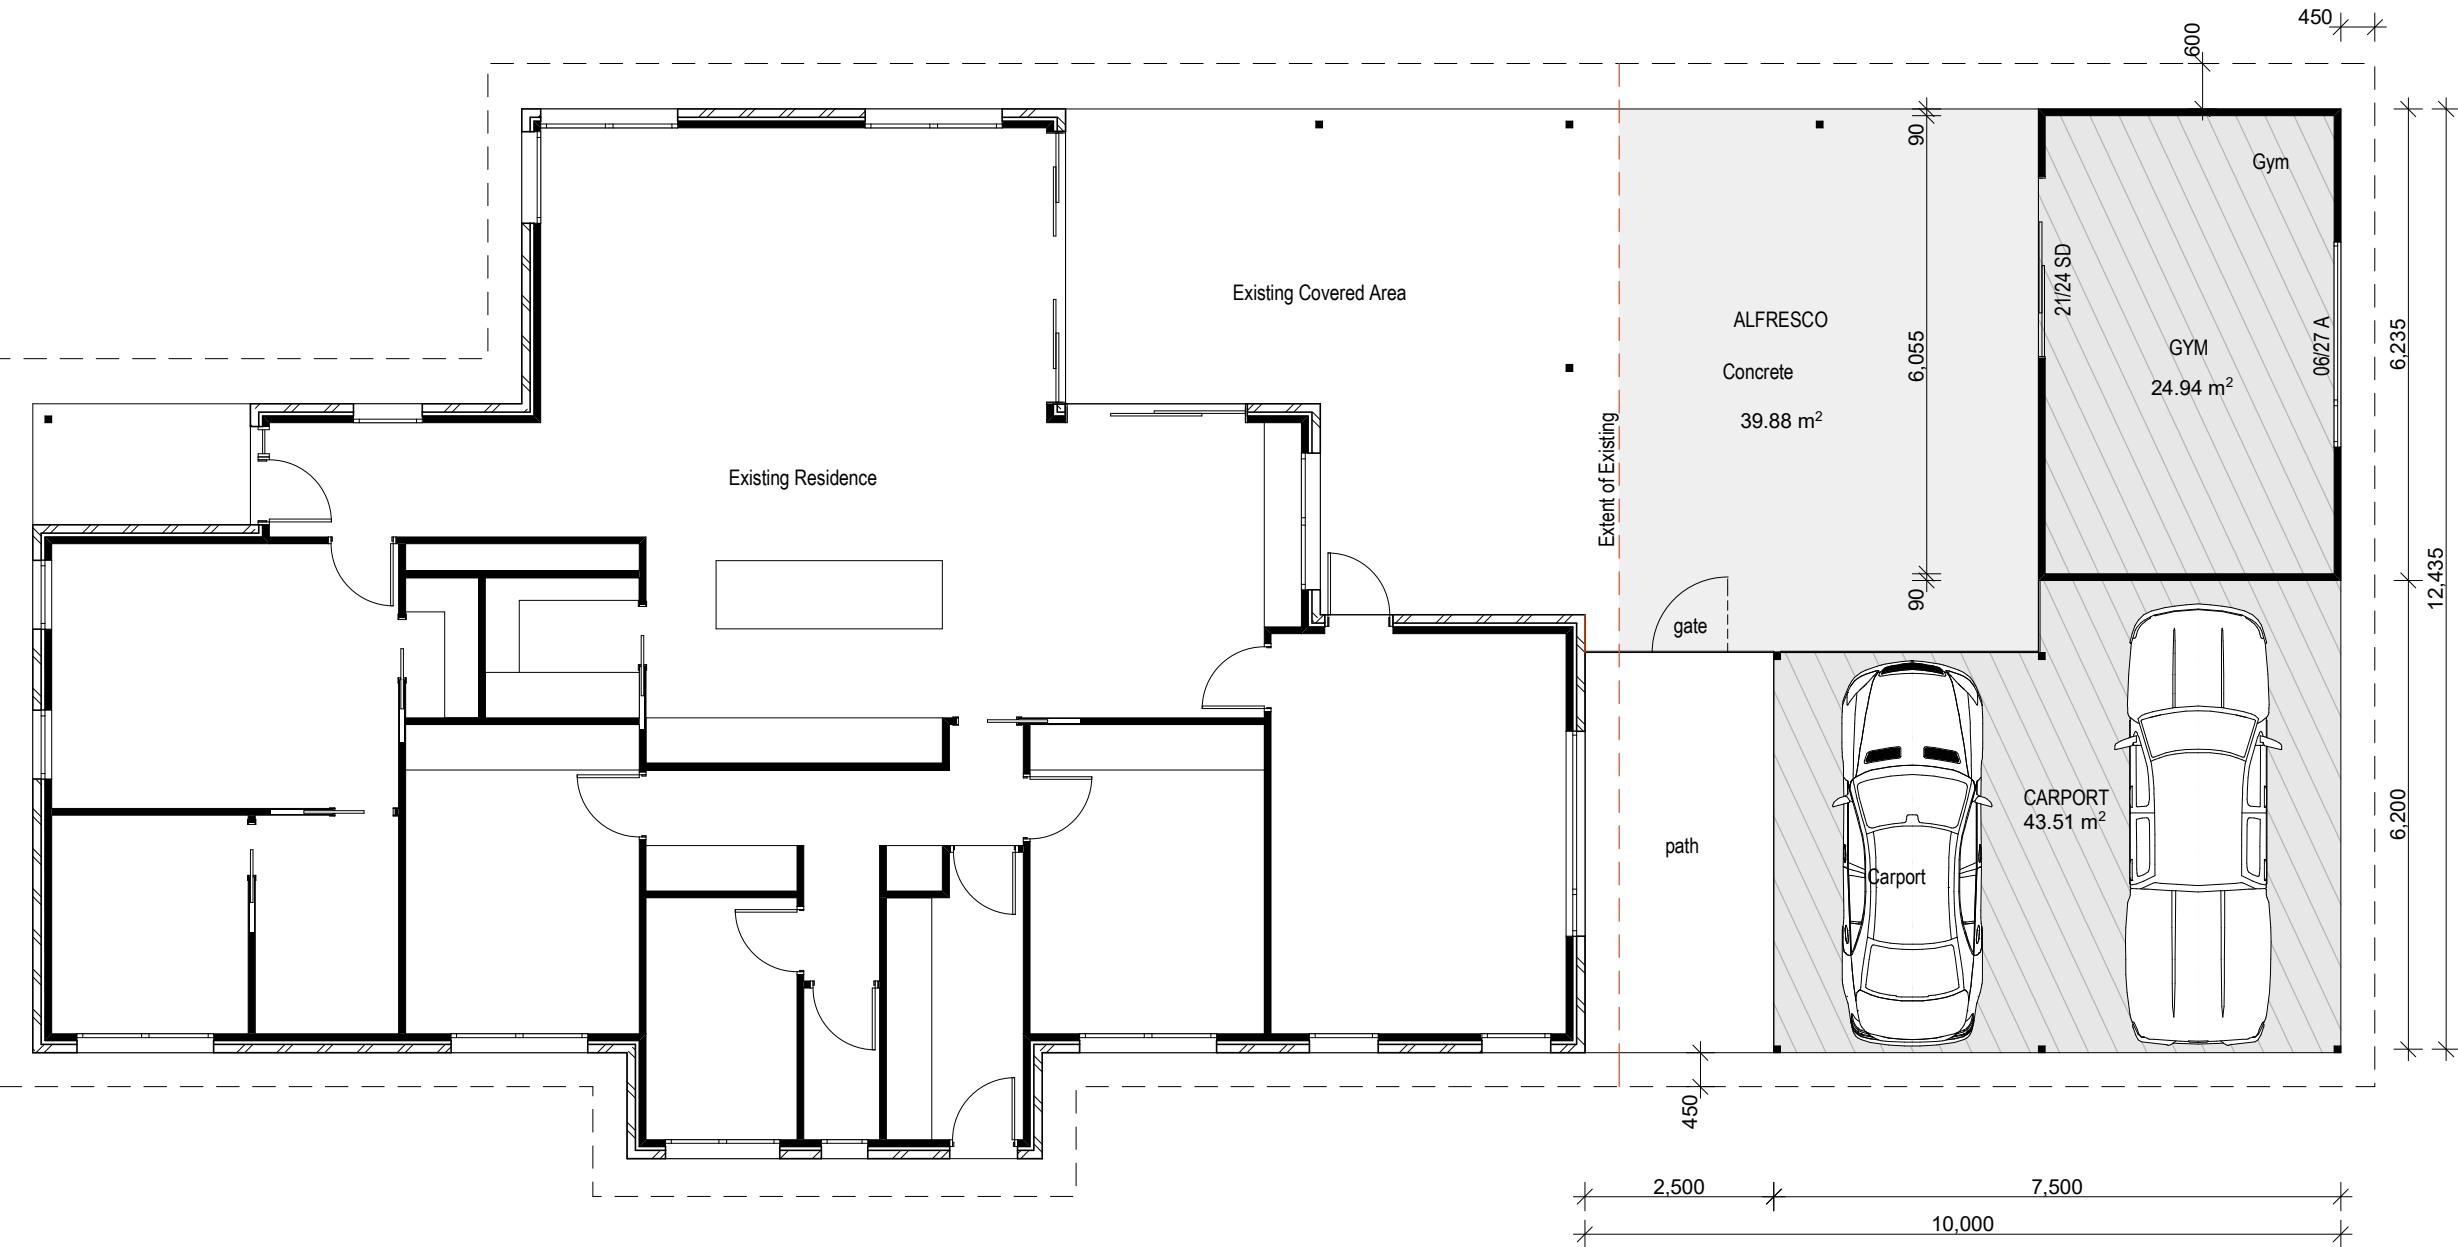 450
600
90
Gym
21/24 SD
Existing Covered Area
ALFRESCO
6,055
06/27 A
6,235
GYM
24.94 m²
Concrete
39.88 m²
Extent of Existing
Existing Residence
12,435
90
gate
CARPORT
43.51 m²
6,200
path
Carport
450
2,500
7,500
10,000